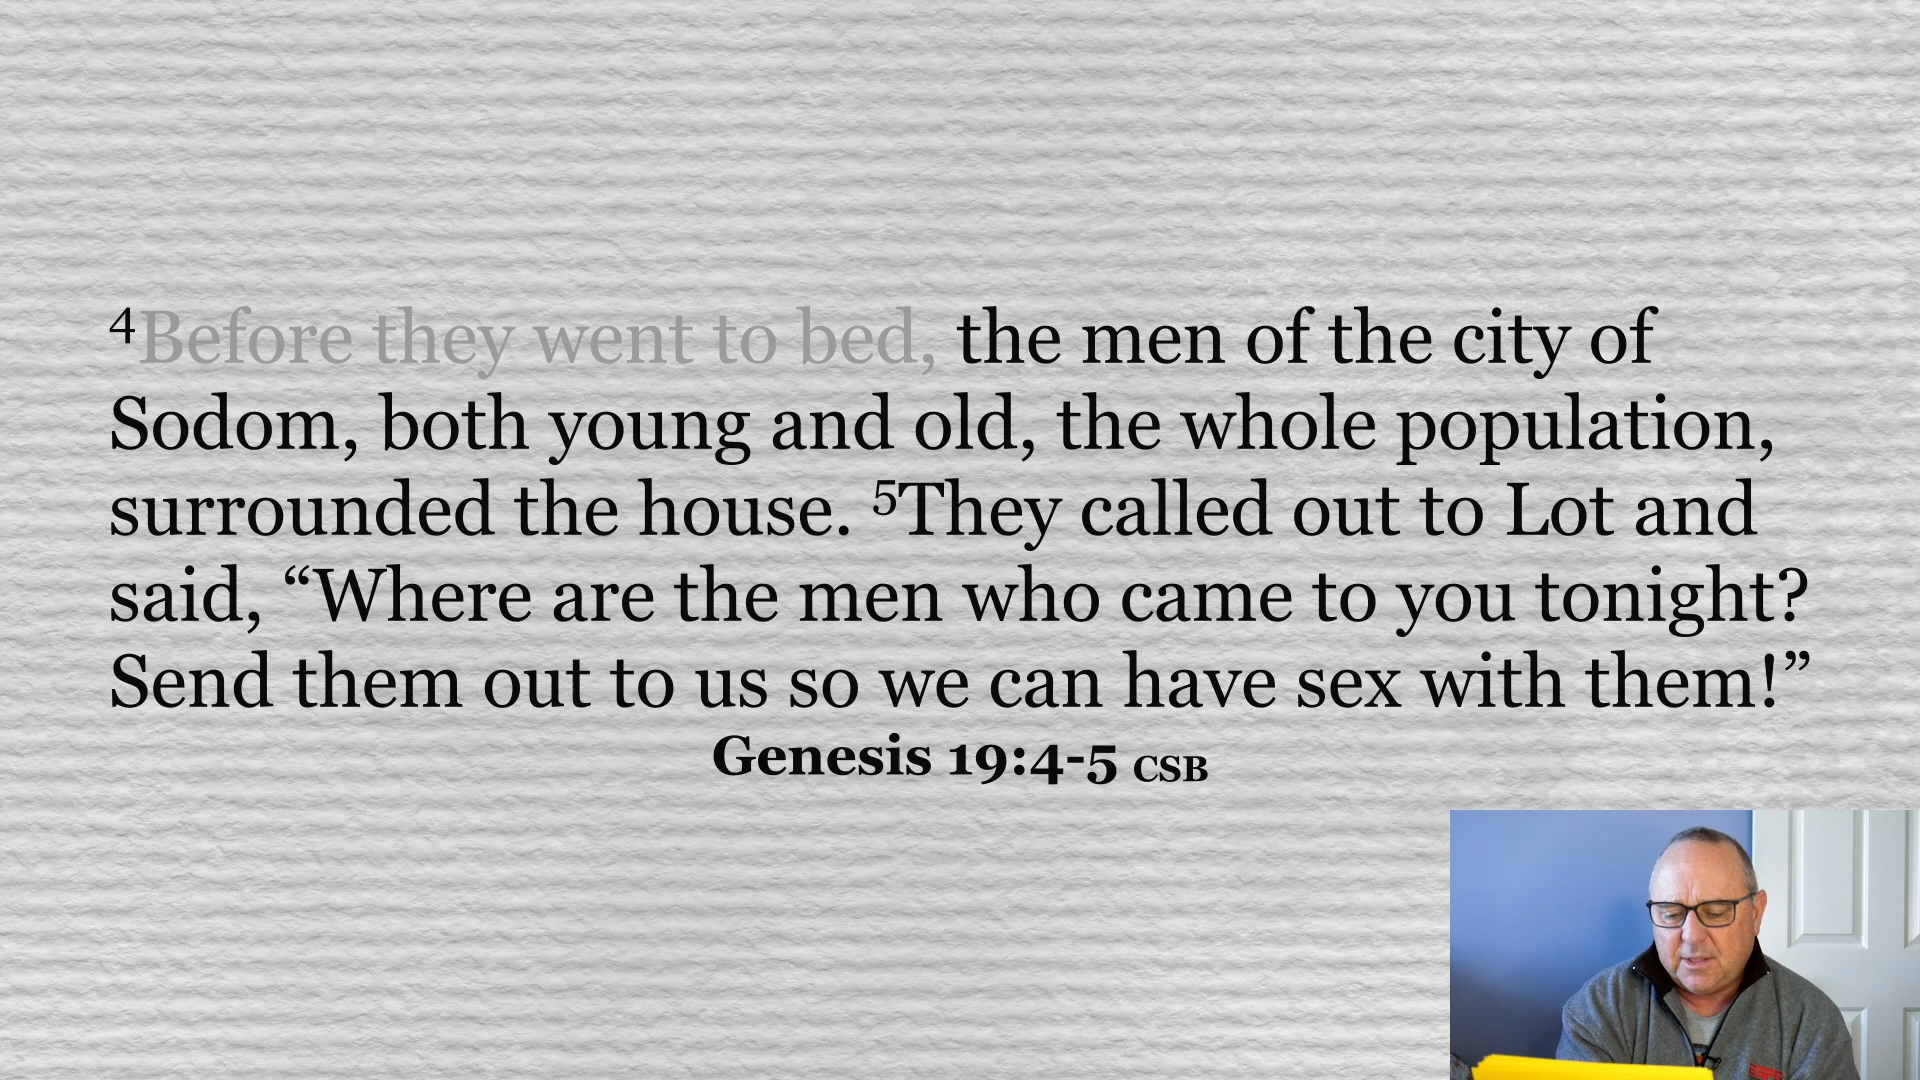 ⁴Before they went to bed, the men of the city of
Sodom, both young and old, the whole population,
surrounded the house. ⁵They called out to Lot and
said, “Where are the men who came to you tonight?
Send them out to us so we can have sex with them!”
Genesis 19:4-5 CSB